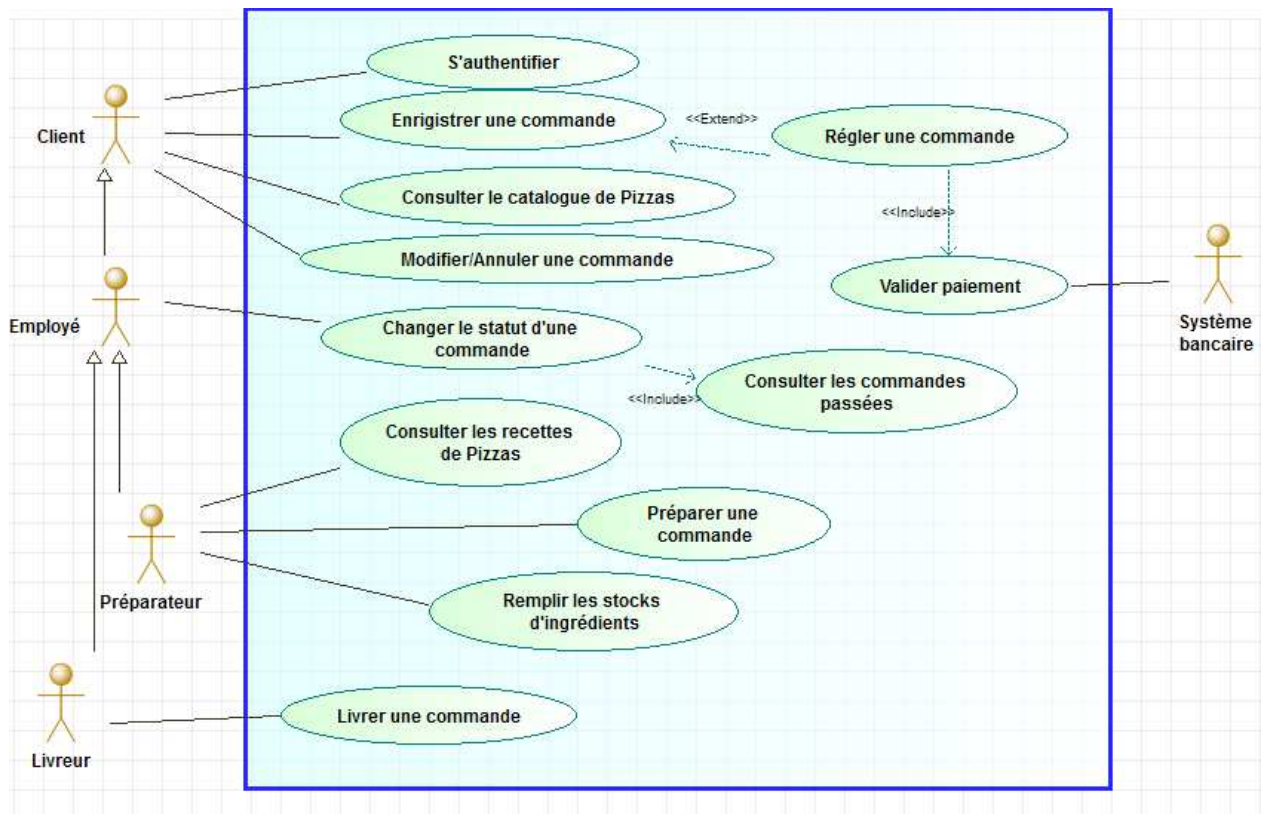 S'authentifier
Enrigistrer une commande
<<Extend>>
Régler une commande
Client
Consulter le catalogue de Pizzas
<<Include>>
Modifier/Annuler une commande
Valider paiement
Employé
Changer le statut d'une
commande
Système
bancaire
Consulter les commandes
passées
<<Include>>
Consulter les recettes
de Pizzas
Préparer une
commande
Préparateur
Remplir les stocks
d'ingrédients
Livrer une commande
Livreur